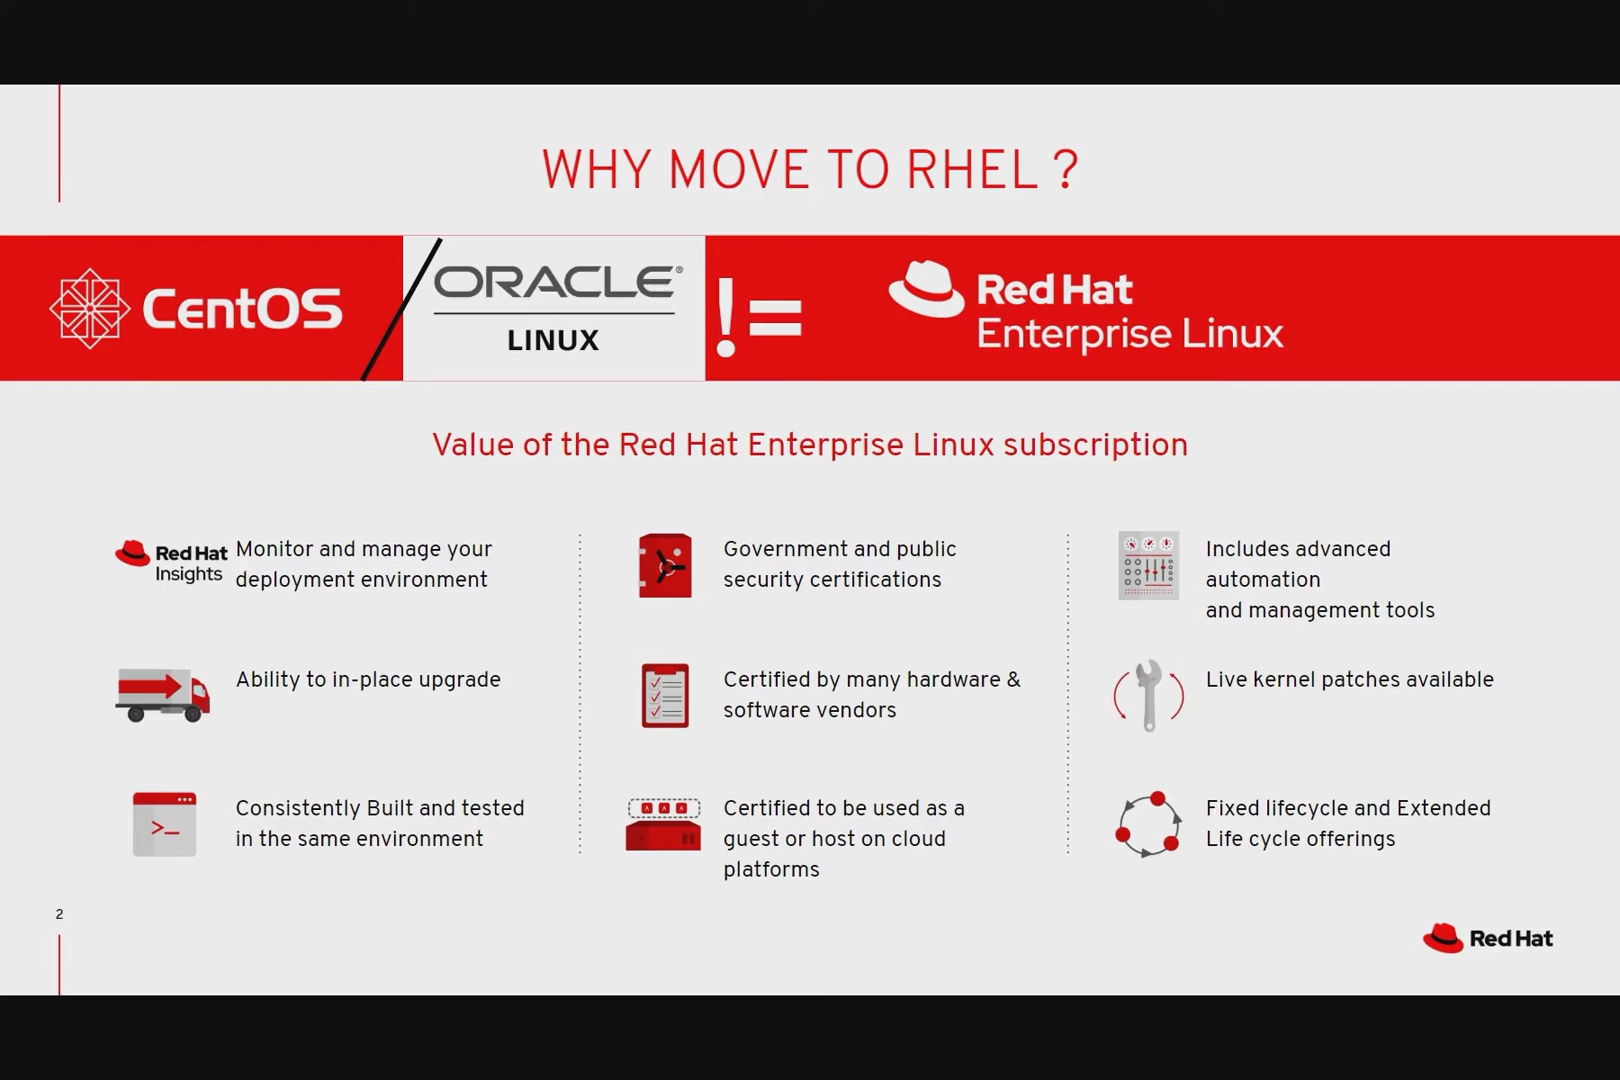 WHY MOVE TO RHEL ?
CentOS
ORACLE®
LINUX
!=
Red Hat
Enterprise Linux
Value of the Red Hat Enterprise Linux subscription
Red Hat
Insights
Monitor and manage your
deployment environment
Ability to in-place upgrade
>_
Consistently Built and tested
in the same environment
Government and public
security certifications
Certified by many hardware &
software vendors
Certified to be used as a
guest or host on cloud
platforms
Includes advanced
automation
and management tools
Live kernel patches available
Fixed lifecycle and Extended
Life cycle offerings
2
Red Hat